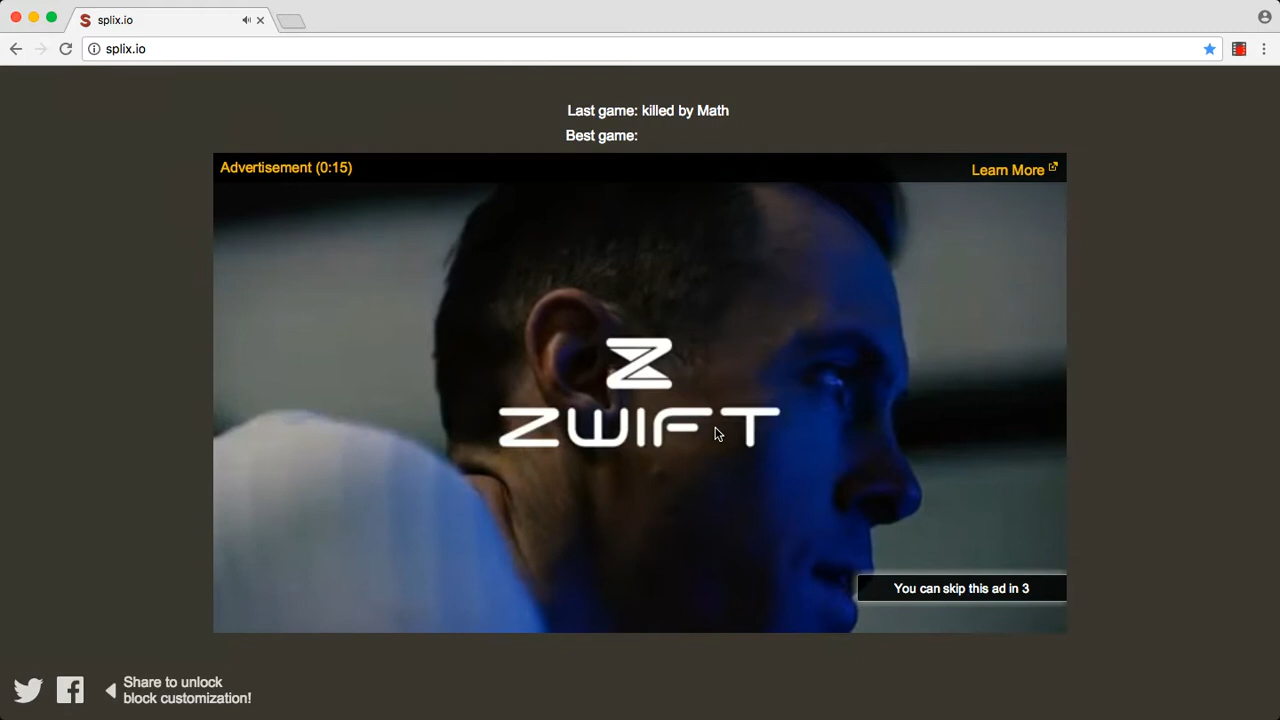 splix.io
splix.io
Last game: killed by Math
Best game:
Advertisement (0:15)
Learn More
Z
ZWIFT
You can skip this ad in 3
Share to unlock
block customization!